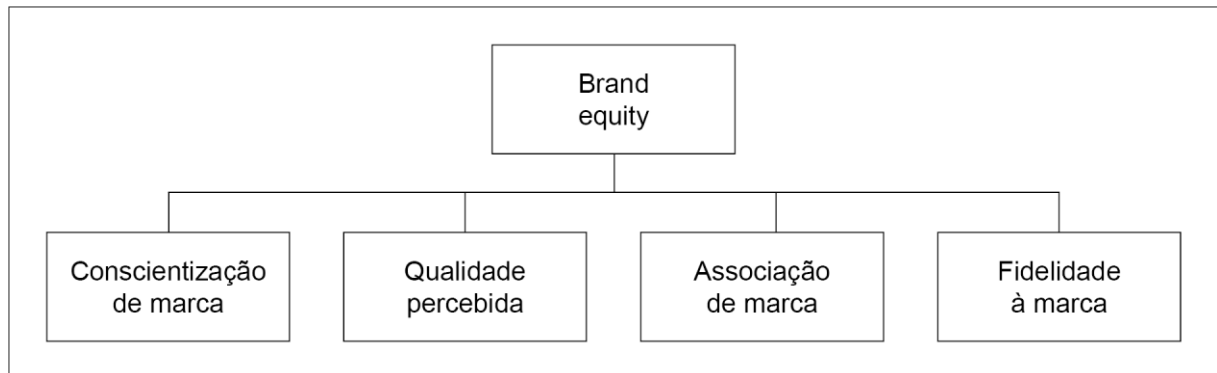 Brand
equity
Conscientização
de marca
Qualidade
percebida
Associação
de marca
Fidelidade
à marca